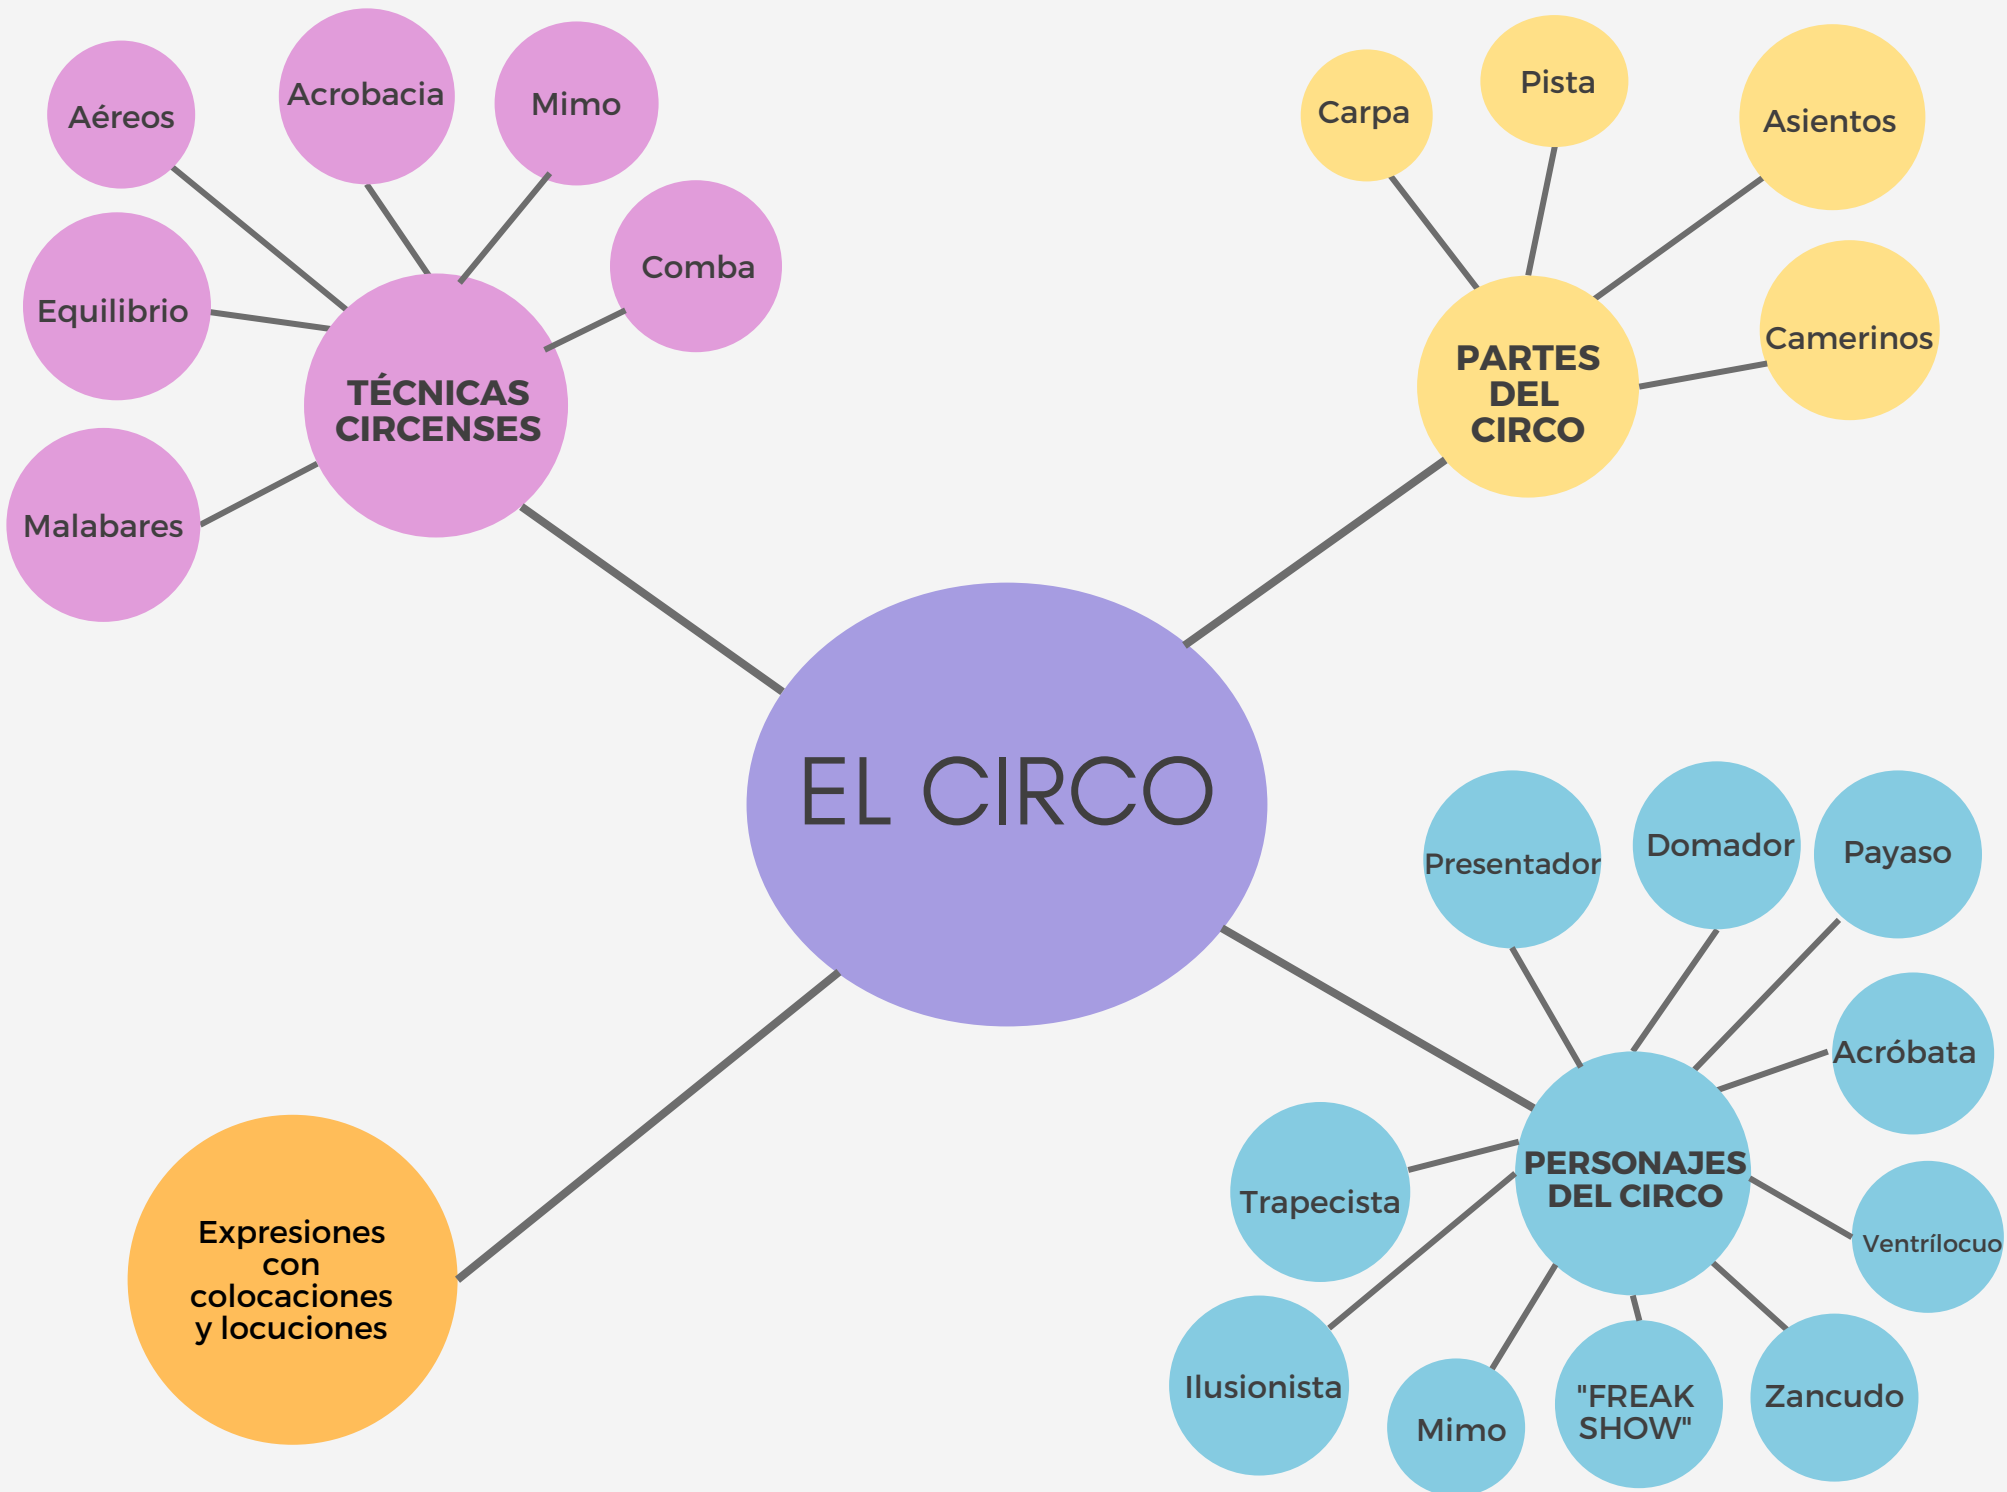 Aéreos
Acrobacia
Mimo
Comba
Equilibrio
Malabares
TÉCNICAS
CIRCENSES
Carpa
Pista
Asientos
Camerinos
PARTES
DEL
CIRCO
EL CIRCO
Presentador
Domador
Payaso
Acróbata
Ventrílocuo
Zancudo
"FREAK
SHOW"
Mimo
Ilusionista
Trapecista
PERSONAJES
DEL CIRCO
Expresiones
con
colocaciones
y locuciones